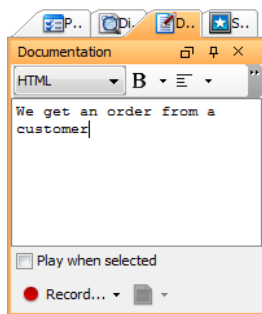 P.. Di. D.. S..
Documentation
HTML B
We get an order from a
customer
Play when selected
Record...